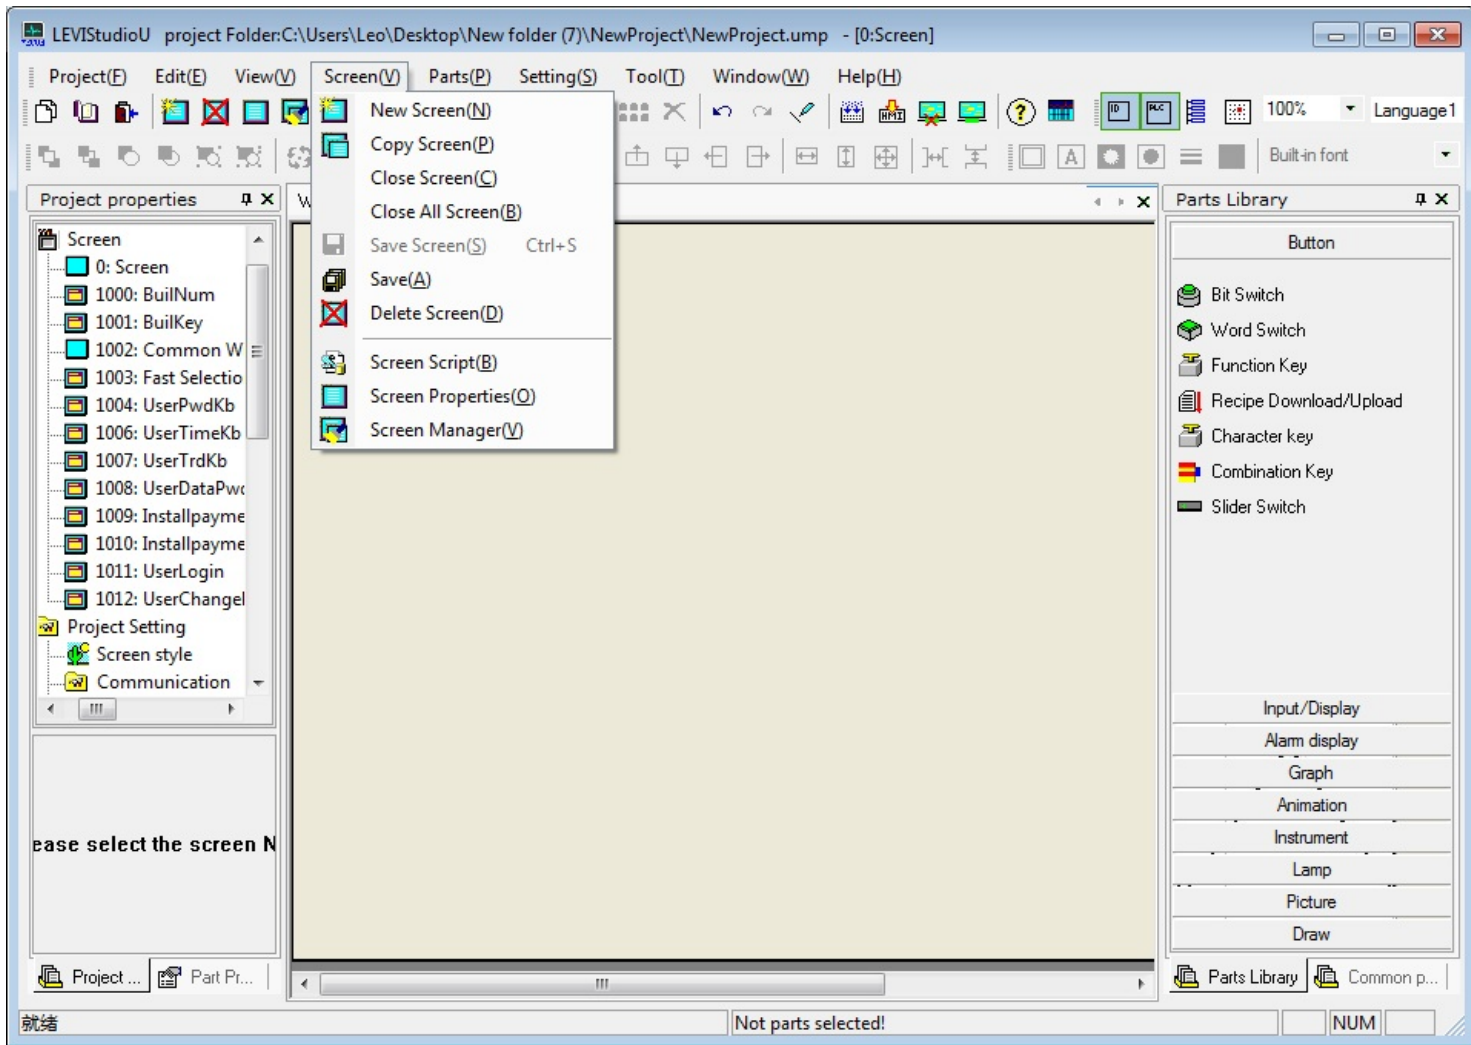 LEVIStudioU project Folder:C:\Users\Leo\Desktop\New folder (7)\NewProject\NewProject.ump - [0:Screen]
Project(F) Edit(E) View(V) Screen(V) Parts(P) Setting(S) Tool(T) Window(W) Help(H)
HMI ID PLC 100% Language1
A Built-in font
Project properties
Screen
0: Screen
1000: BuilNum
1001: BuilKey
1002: Common W
1003: Fast Selectio
1004: UserPwdKb
1006: UserTimeKb
1007: UserTrdKb
1008: UserDataPw
1009: Installpayme
1010: Installpayme
1011: UserLogin
1012: UserChange
Project Setting
Screen style
Communication
ease select the screen N
Project ... Part Pr...
New Screen(N)
Copy Screen(P)
Close Screen(C)
Close All Screen(B)
Save Screen(S) Ctrl+S
Save(A)
Delete Screen(D)
Screen Script(B)
Screen Properties(O)
Screen Manager(V)
W
Parts Library
Button
Bit Switch
Word Switch
Function Key
Recipe Download/Upload
Character key
Combination Key
Slider Switch
Input/Display
Alarm display
Graph
Animation
Instrument
Lamp
Picture
Draw
Parts Library Common p...
就绪 Not parts selected! NUM